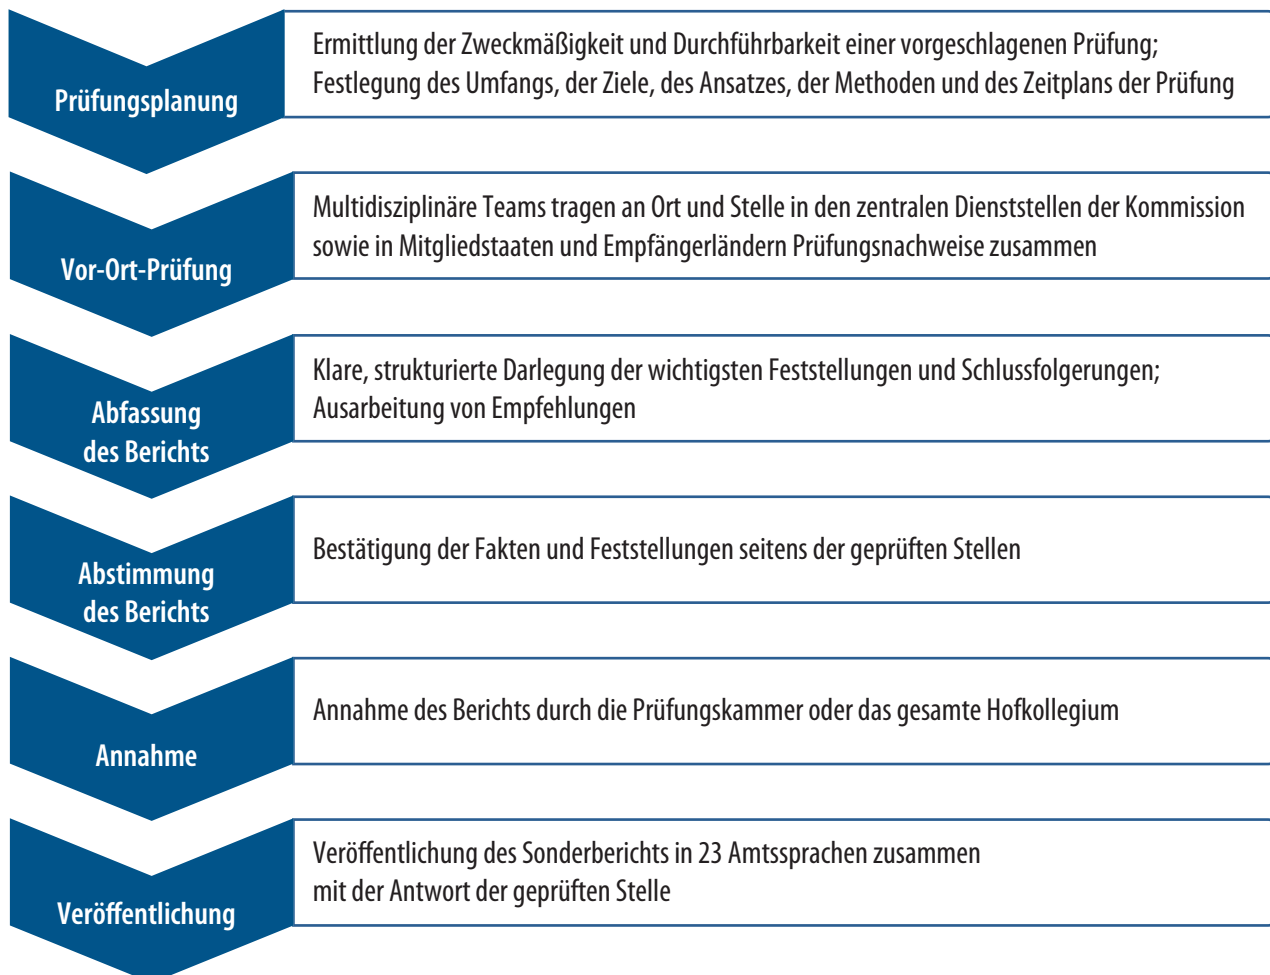 Prüfungsplanung
Ermittlung der Zweckmäßigkeit und Durchführbarkeit einer vorgeschlagenen Prüfung;
Festlegung des Umfangs, der Ziele, des Ansatzes, der Methoden und des Zeitplans der Prüfung
Vor-Ort-Prüfung
Multidisziplinäre Teams tragen an Ort und Stelle in den zentralen Dienststellen der Kommission
sowie in Mitgliedstaaten und Empfängerländern Prüfungsnachweise zusammen
Abfassung
des Berichts
Klare, strukturierte Darlegung der wichtigsten Feststellungen und Schlussfolgerungen;
Ausarbeitung von Empfehlungen
Abstimmung
des Berichts
Bestätigung der Fakten und Feststellungen seitens der geprüften Stellen
Annahme
Annahme des Berichts durch die Prüfungskammer oder das gesamte Hofkollegium
Veröffentlichung
Veröffentlichung des Sonderberichts in 23 Amtssprachen zusammen
mit der Antwort der geprüften Stelle